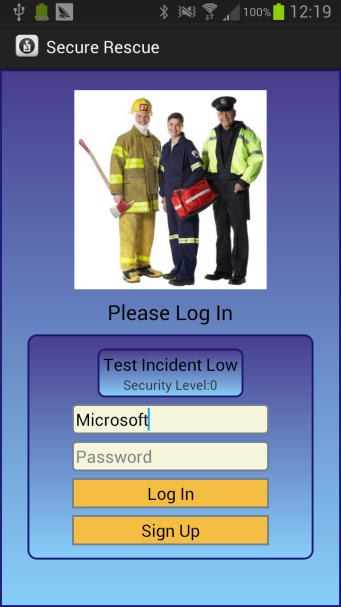 100% 12:19
Secure Rescue
27
Please Log In
Test Incident Low
Security Level:0
Microsoft
Password
Log In
Sign Up